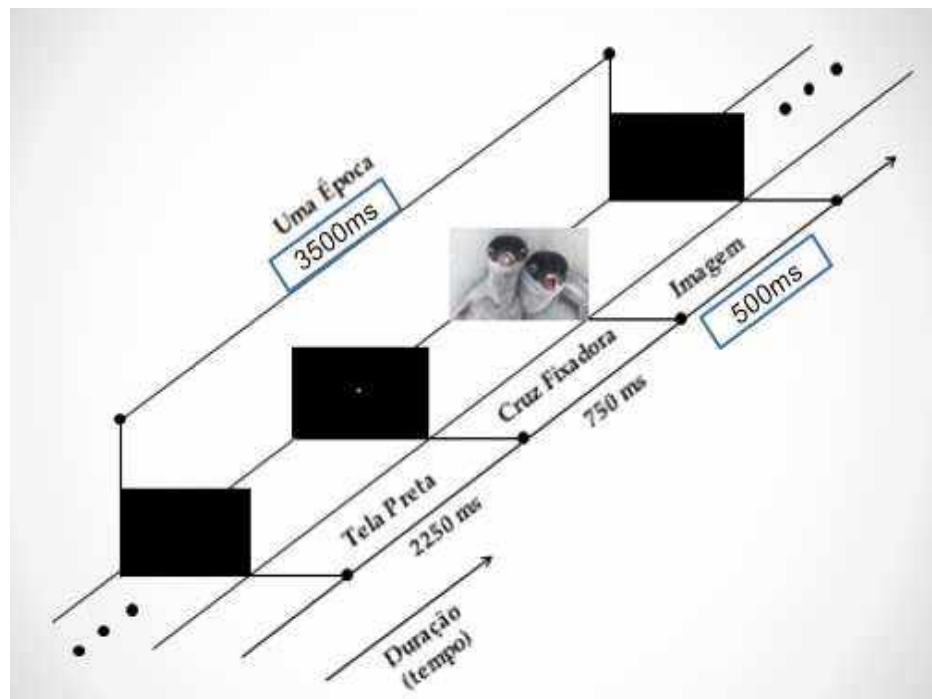 Uma Época
3500ms
Imagem
500ms
Cruz Fixadora
750 ms
Tela Preta
2250 ms
Duração
(tempo)